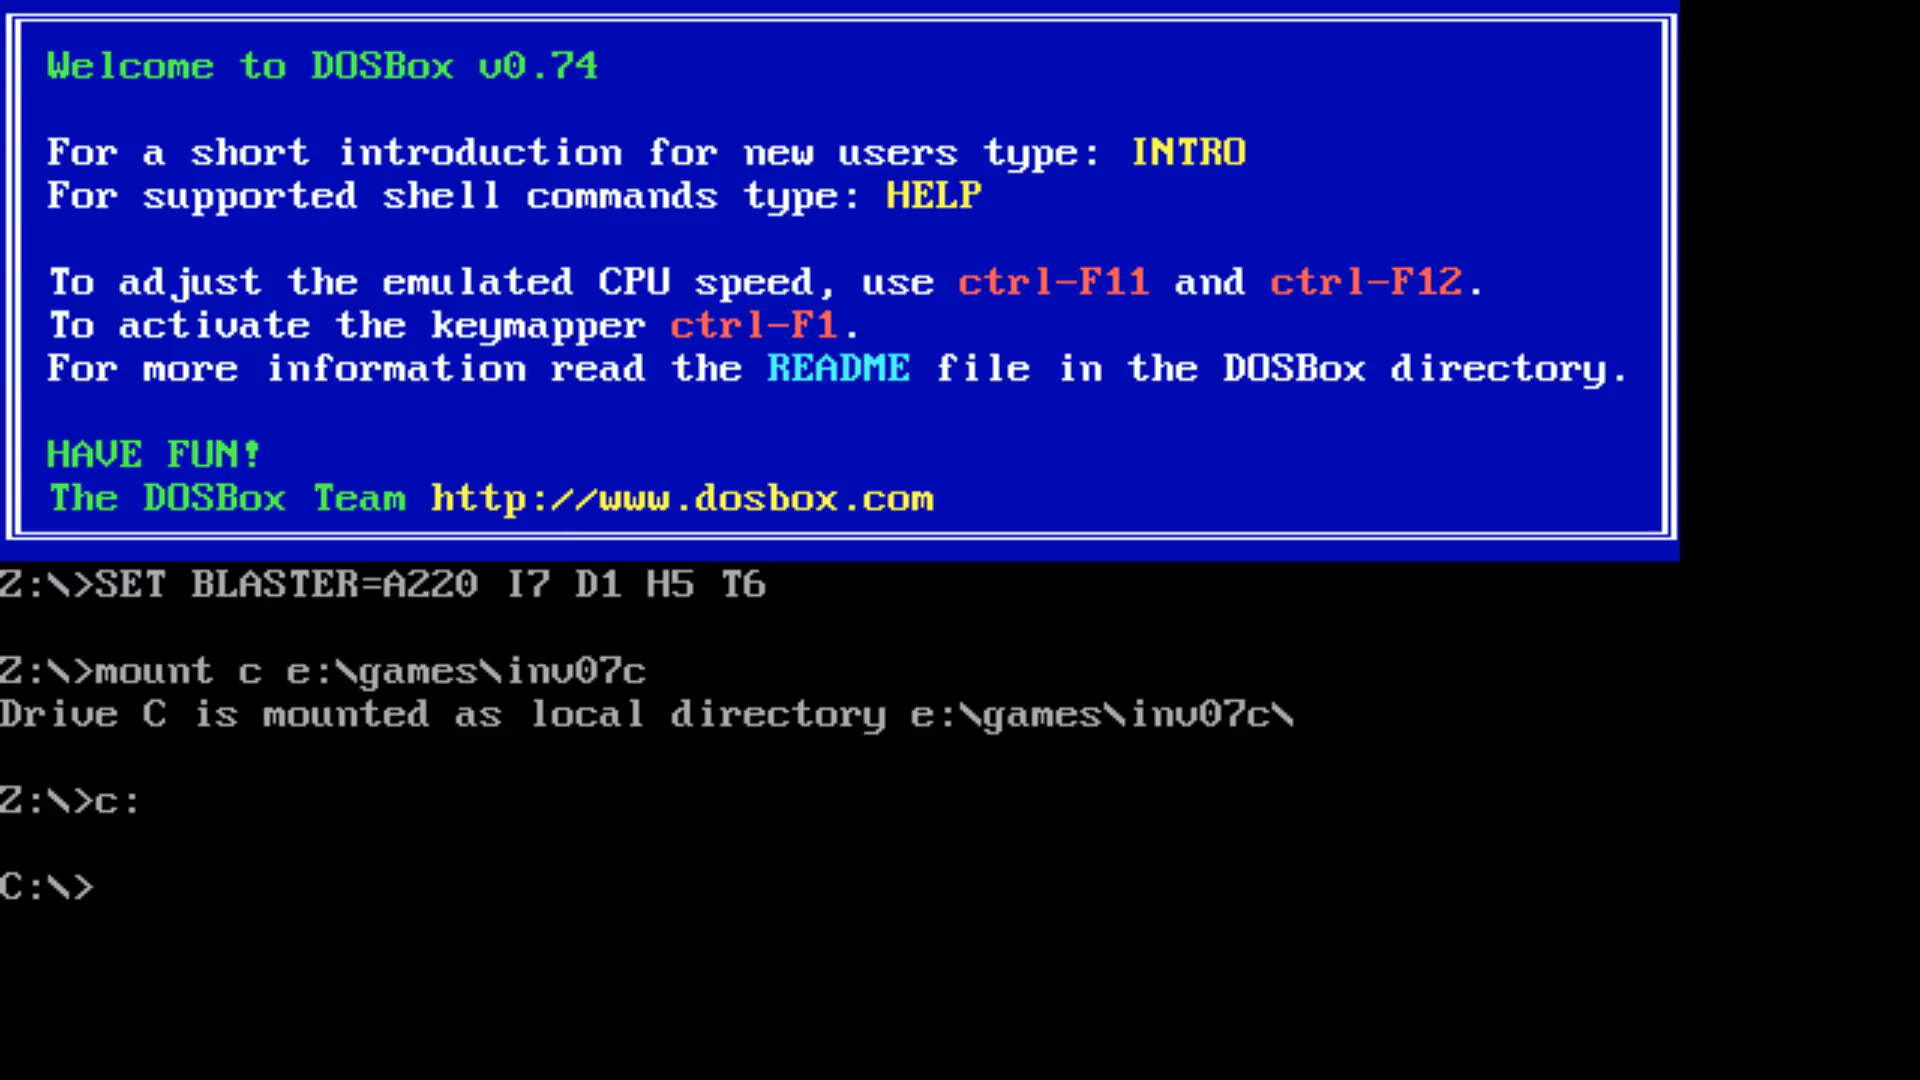 Welcome to DOSBox v0.74
For a short introduction for new users type: INTRO
For supported shell commands type: HELP
To adjust the emulated CPU speed, use ctrl-F11 and ctrl-F12.
To activate the keymapper ctrl-F1.
For more information read the README file in the DOSBox directory.
HAVE FUN!
The DOSBox Team http://www.dosbox.com
Z:\>SET BLASTER=A220 I7 D1 H5 T6
Z:\>mount c e:\games\inv07c
Drive C is mounted as local directory e:\games\inv07c\
Z:\>c:
C:\>